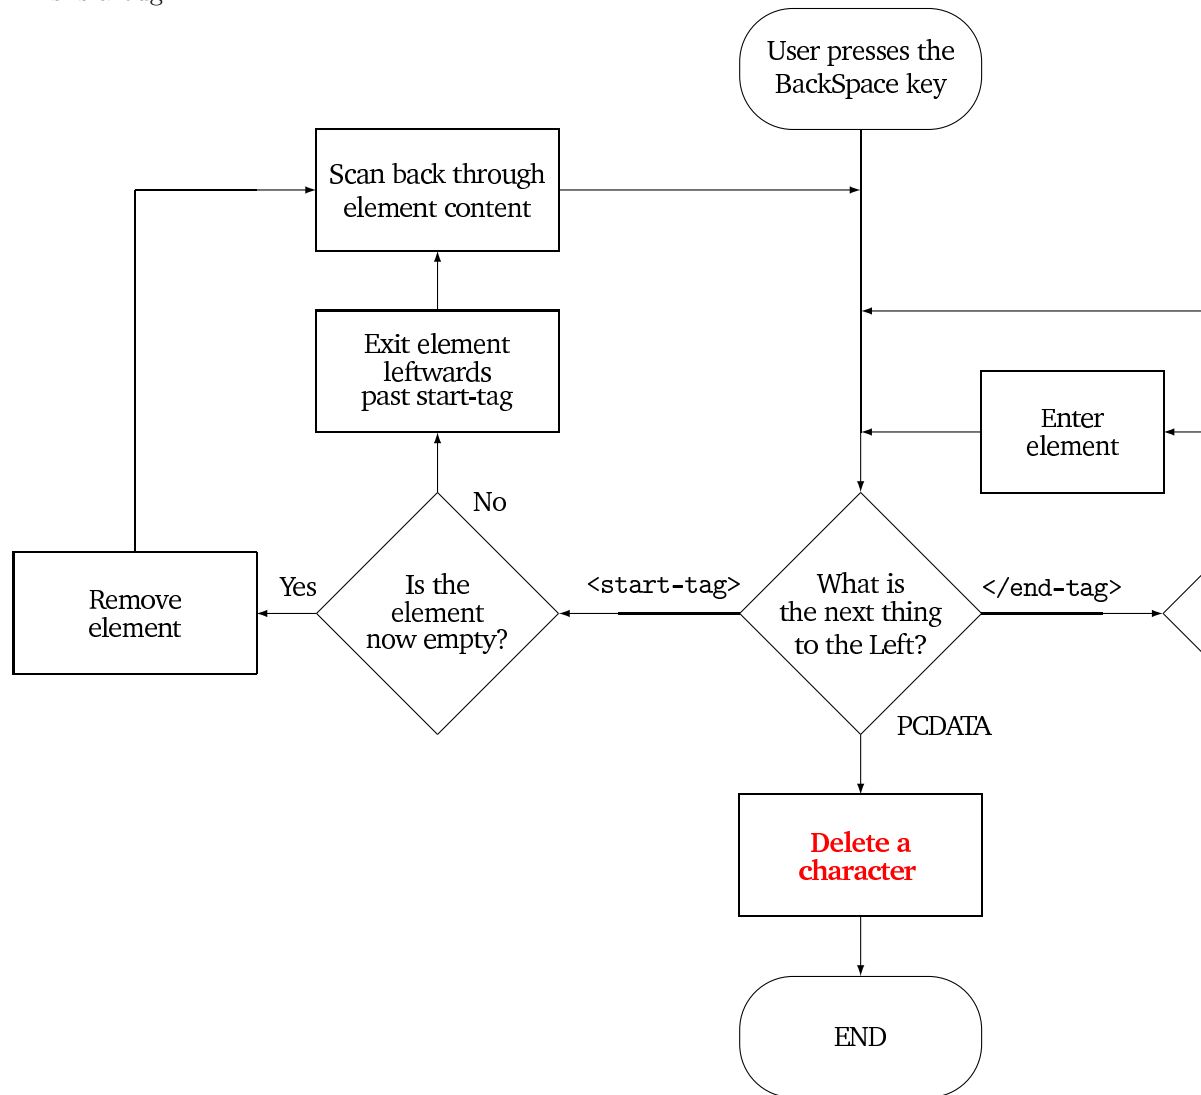 User presses the
BackSpace key
Scan back through
element content
Exit element
leftwards
past start-tag
Enter
element
No
Yes
Remove
element
Is the
element
now empty?
<start-tag>
What is
the next thing
to the Left?
</end-tag>
PCDATA
Delete a
character
END